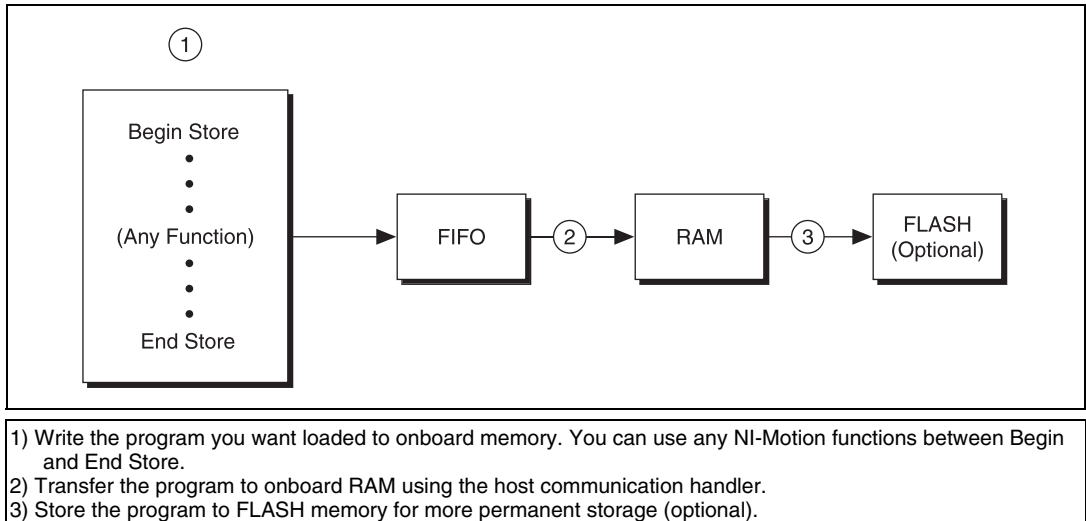 1
Begin Store
(Any Function)
End Store
FIFO
2
RAM
3
FLASH
(Optional)
1) Write the program you want loaded to onboard memory. You can use any NI-Motion functions between Begin
and End Store.
2) Transfer the program to onboard RAM using the host communication handler.
3) Store the program to FLASH memory for more permanent storage (optional).